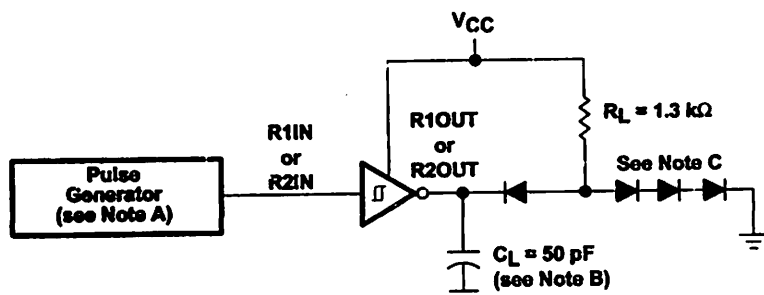 VCC
RL = 1.3 kΩ
R1IN
or
R2IN
R1OUT
or
R2OUT
See Note C
Pulse
Generator
(see Note A)
CL = 50 pF
(see Note B)